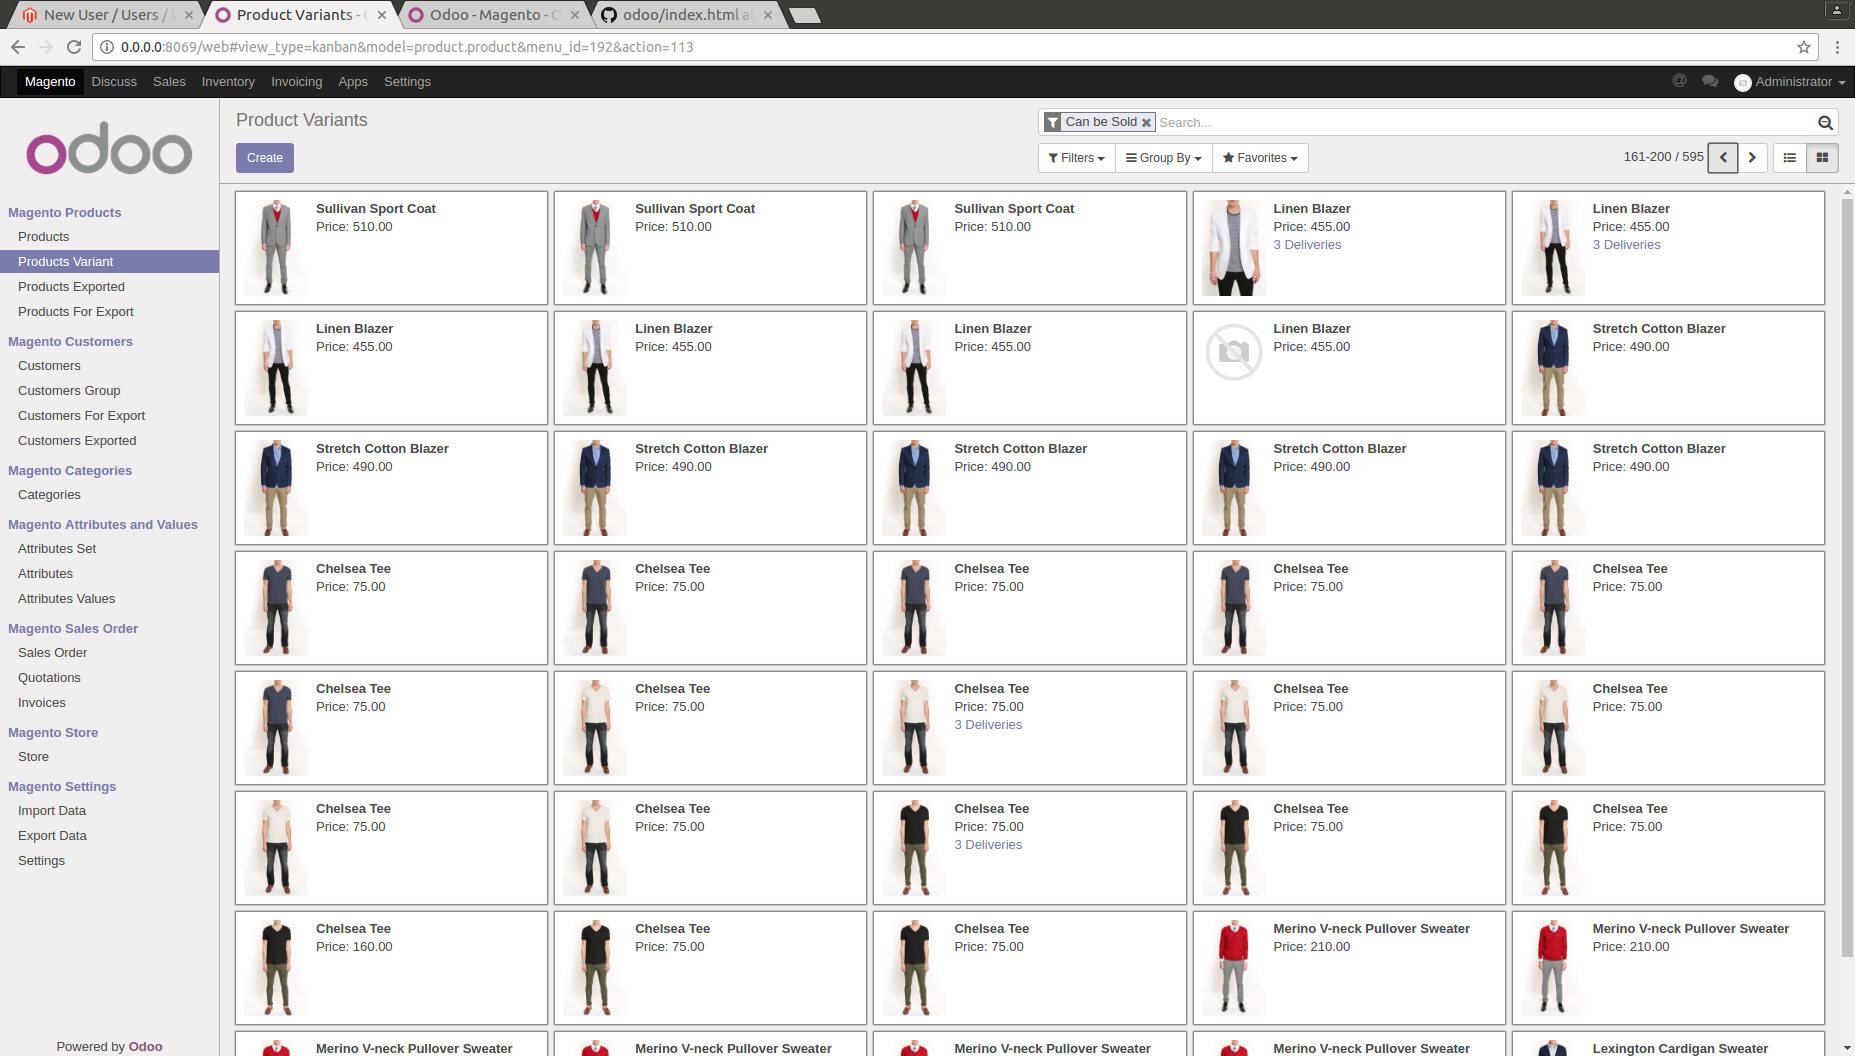 New User / Users /
Product Variants -
Odoo - Magento -
odoo/index.html at
0.0.0.0:8069/web#view_type=kanban&model=product.product&menu_id=192&action=113
Magento Discuss Sales Inventory Invoicing Apps Settings
@ Administrator
odoo
Product Variants
Can be Sold Search...
Create
Filters Group By Favorites
161-200 / 595
Magento Products
Products
Products Variant
Products Exported
Products For Export
Magento Customers
Customers
Customers Group
Customers For Export
Customers Exported
Magento Categories
Categories
Magento Attributes and Values
Attributes Set
Attributes
Attributes Values
Magento Sales Order
Sales Order
Quotations
Invoices
Magento Store
Store
Magento Settings
Import Data
Export Data
Settings
Powered by Odoo
Sullivan Sport Coat
Price: 510.00
Sullivan Sport Coat
Price: 510.00
Sullivan Sport Coat
Price: 510.00
Linen Blazer
Price: 455.00
3 Deliveries
Linen Blazer
Price: 455.00
3 Deliveries
Linen Blazer
Price: 455.00
Linen Blazer
Price: 455.00
Linen Blazer
Price: 455.00
Linen Blazer
Price: 455.00
Stretch Cotton Blazer
Price: 490.00
Stretch Cotton Blazer
Price: 490.00
Stretch Cotton Blazer
Price: 490.00
Stretch Cotton Blazer
Price: 490.00
Stretch Cotton Blazer
Price: 490.00
Stretch Cotton Blazer
Price: 490.00
Chelsea Tee
Price: 75.00
Chelsea Tee
Price: 75.00
Chelsea Tee
Price: 75.00
Chelsea Tee
Price: 75.00
Chelsea Tee
Price: 75.00
Chelsea Tee
Price: 75.00
Chelsea Tee
Price: 75.00
Chelsea Tee
Price: 75.00
3 Deliveries
Chelsea Tee
Price: 75.00
Chelsea Tee
Price: 75.00
Chelsea Tee
Price: 75.00
Chelsea Tee
Price: 75.00
Chelsea Tee
Price: 75.00
3 Deliveries
Chelsea Tee
Price: 75.00
Chelsea Tee
Price: 75.00
Chelsea Tee
Price: 160.00
Chelsea Tee
Price: 75.00
Chelsea Tee
Price: 75.00
Merino V-neck Pullover Sweater
Price: 210.00
Merino V-neck Pullover Sweater
Price: 210.00
Merino V-neck Pullover Sweater
Merino V-neck Pullover Sweater
Merino V-neck Pullover Sweater
Merino V-neck Pullover Sweater
Lexington Cardigan Sweater